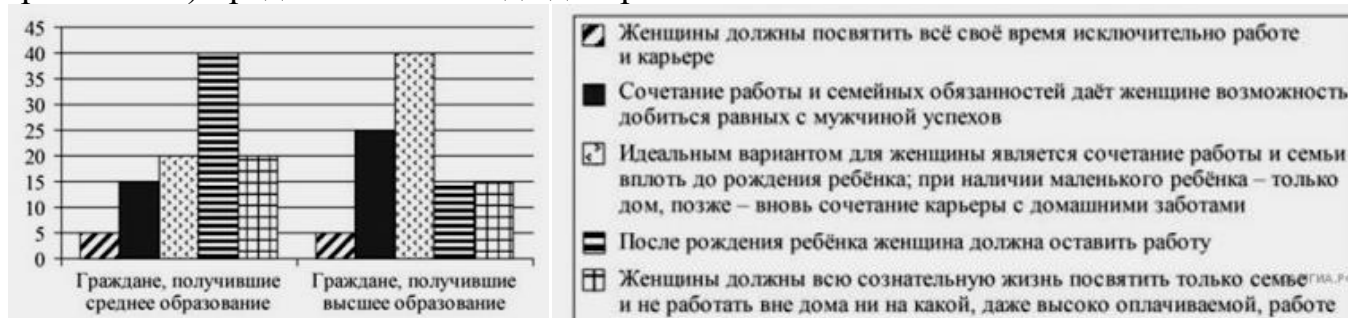 45
40
35
30
25
20
15
10
5
0
Граждане, получившие
среднее образование
Граждане, получившие
высшее образование
Женщины должны посвятить всё своё время исключительно работе
и карьере
Сочетание работы и семейных обязанностей даёт женщине возможность
добиться равных с мужчиной успехов
Идеальным вариантом для женщины является сочетание работы и семьи
вплоть до рождения ребёнка; при наличии маленького ребёнка – только
дом, позже – вновь сочетание карьеры с домашними заботами
После рождения ребёнка женщина должна оставить работу
Женщины должны всю сознательную жизнь посвятить только семье
и не работать вне дома ни на какой, даже высоко оплачиваемой, работе